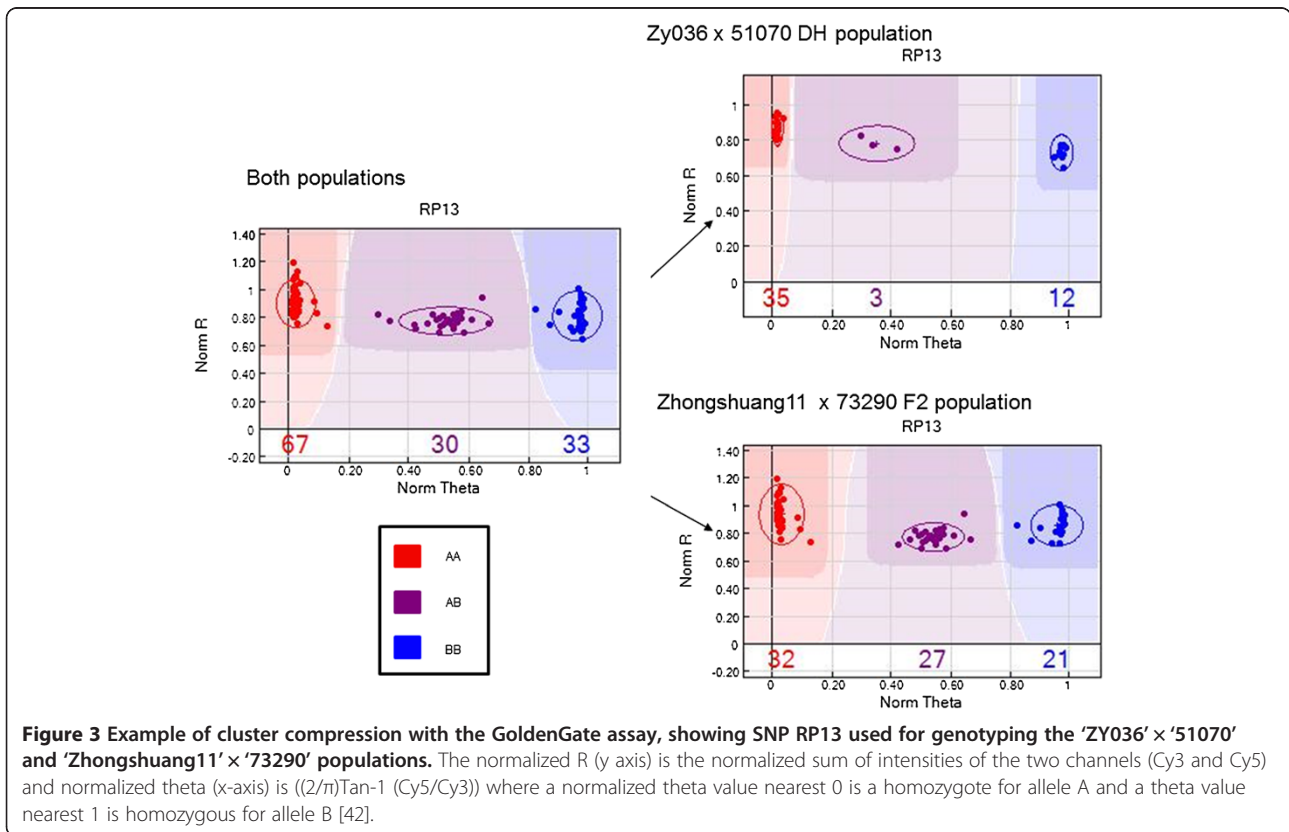 Zy036 x 51070 DH population
RP13
Norm R
1
0.80
0.60
0.40
0.20
0
35 3 12
0 0.20 0.40 0.60 0.80 1
Norm Theta
Both populations
RP13
Norm R
1.40
1.20
1
0.80
0.60
0.40
0.20
0
-0.20
67 30 33
0 0.20 0.40 0.60 0.80 1
Norm Theta
Zhongshuang11 x 73290 F2 population
RP13
Norm R
1.40
1.20
1
0.80
0.60
0.40
0.20
0
-0.20
32 27 21
0 0.20 0.40 0.60 0.80 1
Norm Theta
AA
AB
BB
Figure 3 Example of cluster compression with the GoldenGate assay, showing SNP RP13 used for genotyping the ‘ZY036’ × ‘51070’
and ‘Zhongshuang11’ × ‘73290’ populations. The normalized R (y axis) is the normalized sum of intensities of the two channels (Cy3 and Cy5)
and normalized theta (x-axis) is ((2/π)Tan-1 (Cy5/Cy3)) where a normalized theta value nearest 0 is a homozygote for allele A and a theta value
nearest 1 is homozygous for allele B [42].